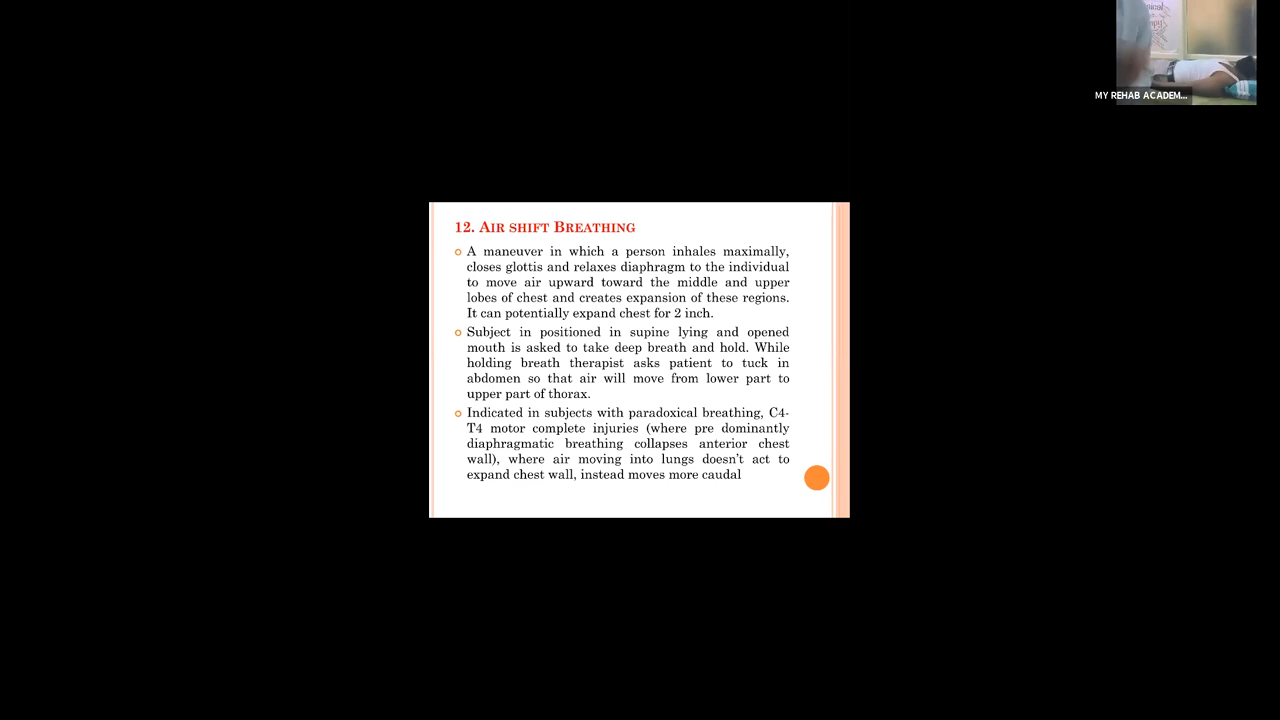 nical
MY REHAB ACADEM...
12. AIR SHIFT BREATHING
A maneuver in which a person inhales maximally,
closes glottis and relaxes diaphragm to the individual
to move air upward toward the middle and upper
lobes of chest and creates expansion of these regions.
It can potentially expand chest for 2 inch.
Subject in positioned in supine lying and opened
mouth is asked to take deep breath and hold. While
holding breath therapist asks patient to tuck in
abdomen so that air will move from lower part to
upper part of thorax.
Indicated in subjects with paradoxical breathing, C4-
T4 motor complete injuries (where pre dominantly
diaphragmatic breathing collapses anterior chest
wall), where air moving into lungs doesn't act to
expand chest wall, instead moves more caudal